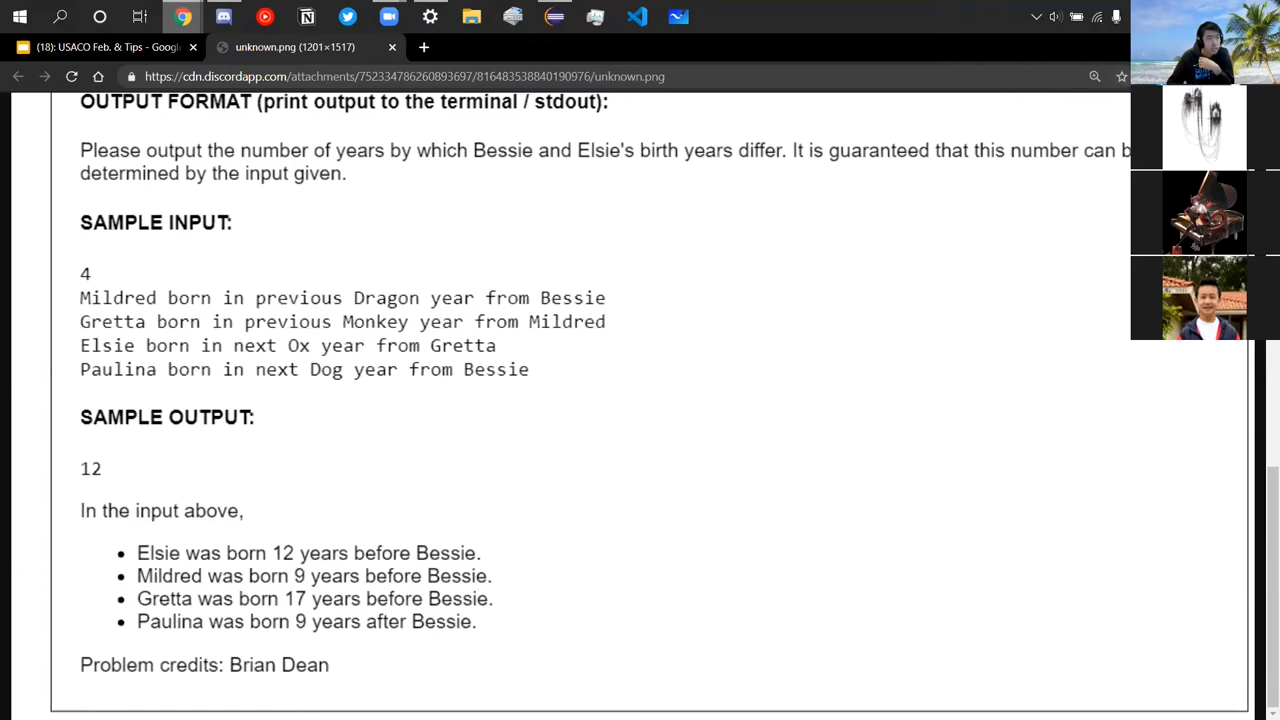 (18): USACO Feb. & Tips - Googl
unknown.png (1201×1517)
https://cdn.discordapp.com/attachments/752334786260893697/816483538840190976/unknown.png
OUTPUT FORMAT (print output to the terminal / stdout):
Please output the number of years by which Bessie and Elsie's birth years differ. It is guaranteed that this number can b
determined by the input given.
SAMPLE INPUT:
4
Mildred born in previous Dragon year from Bessie
Gretta born in previous Monkey year from Mildred
Elsie born in next Ox year from Gretta
Paulina born in next Dog year from Bessie
SAMPLE OUTPUT:
12
In the input above,
• Elsie was born 12 years before Bessie.
• Mildred was born 9 years before Bessie.
• Gretta was born 17 years before Bessie.
• Paulina was born 9 years after Bessie.
Problem credits: Brian Dean